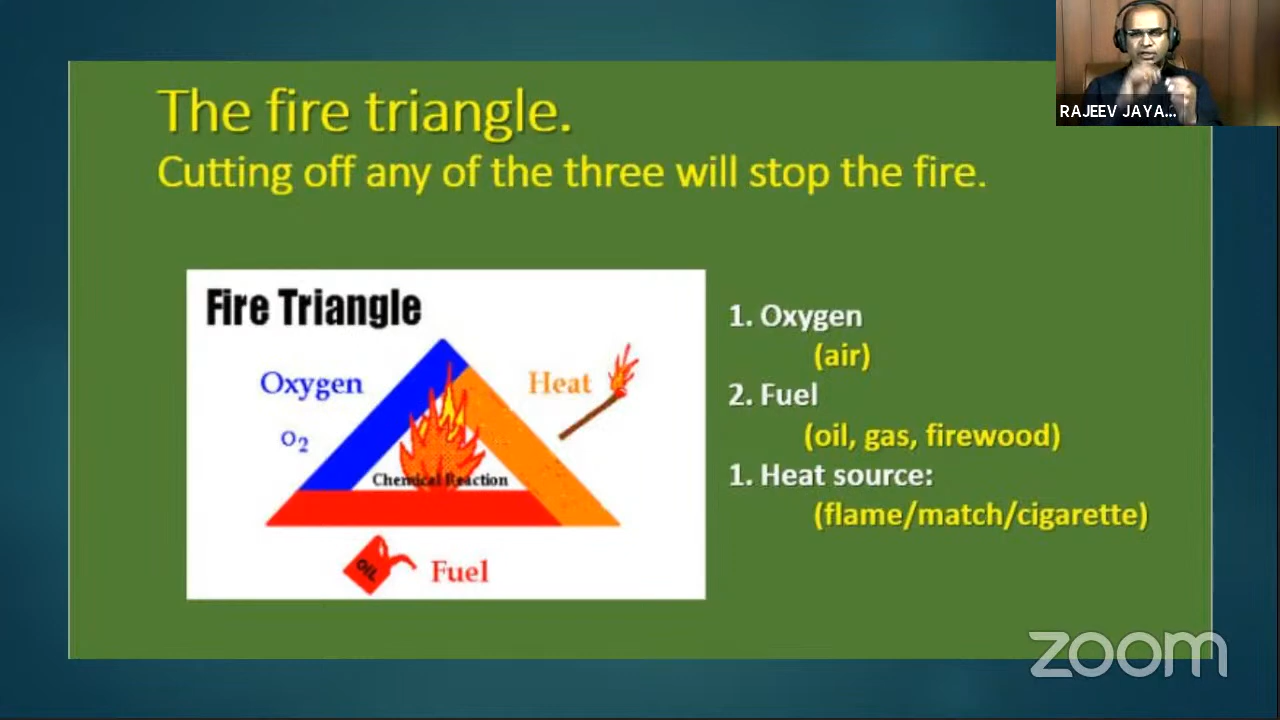 RAJEEV JAYA...
The fire triangle.
Cutting off any of the three will stop the fire.
Fire Triangle
Oxygen
O2
Heat
Chemical Reaction
OIL
Fuel
1. Oxygen
(air)
2. Fuel
(oil, gas, firewood)
1. Heat source:
(flame/match/cigarette)
zoom